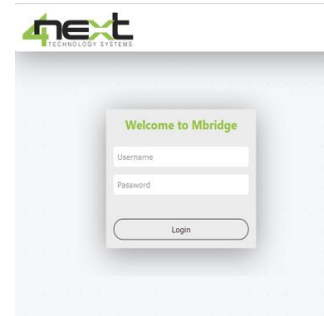 4next
TECHNOLOGY SYSTEMS
Welcome to Mbridge
Username
Password
Login